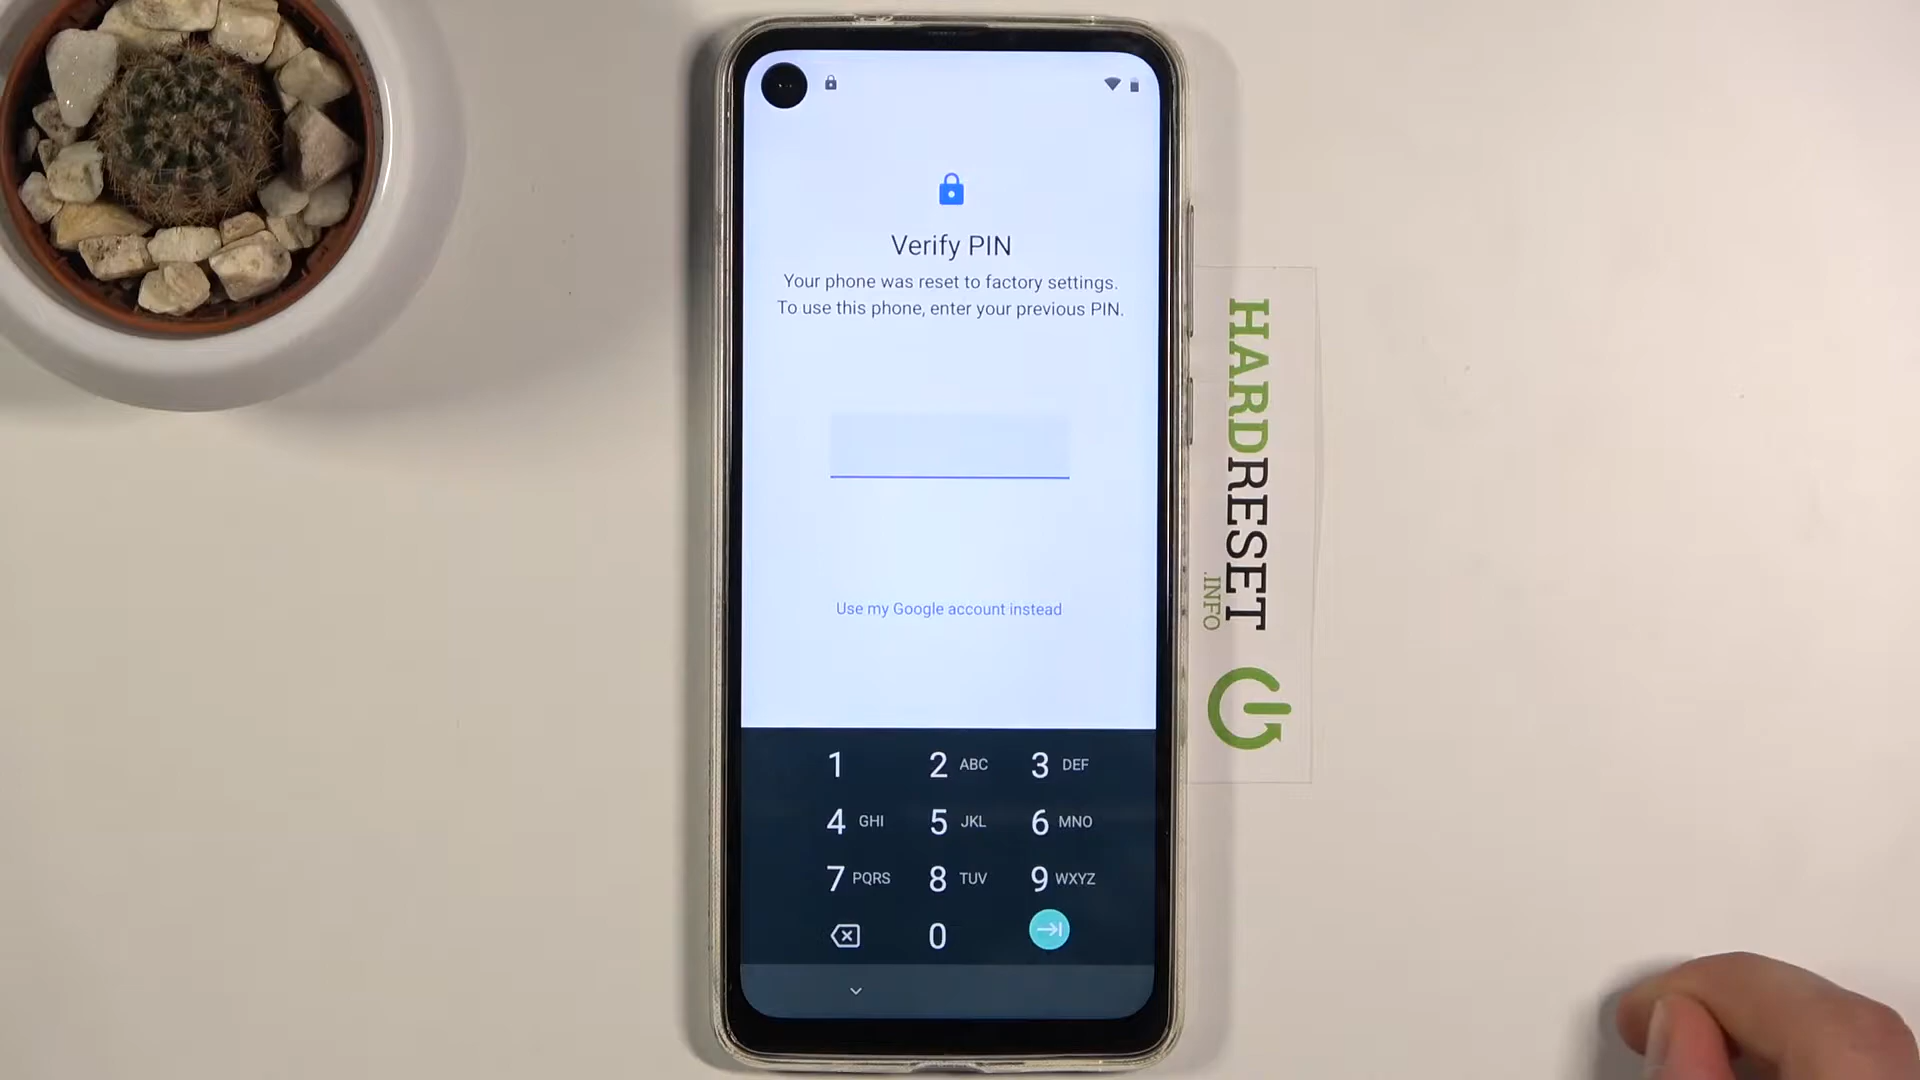 Verify PIN
Your phone was reset to factory settings.
To use this phone, enter your previous PIN.
Use my Google account instead
1 2 ABC 3 DEF
4 GHI 5 JKL 6 MNO
7 PQRS 8 TUV 9 WXYZ
0
HARDRESET
.INFO